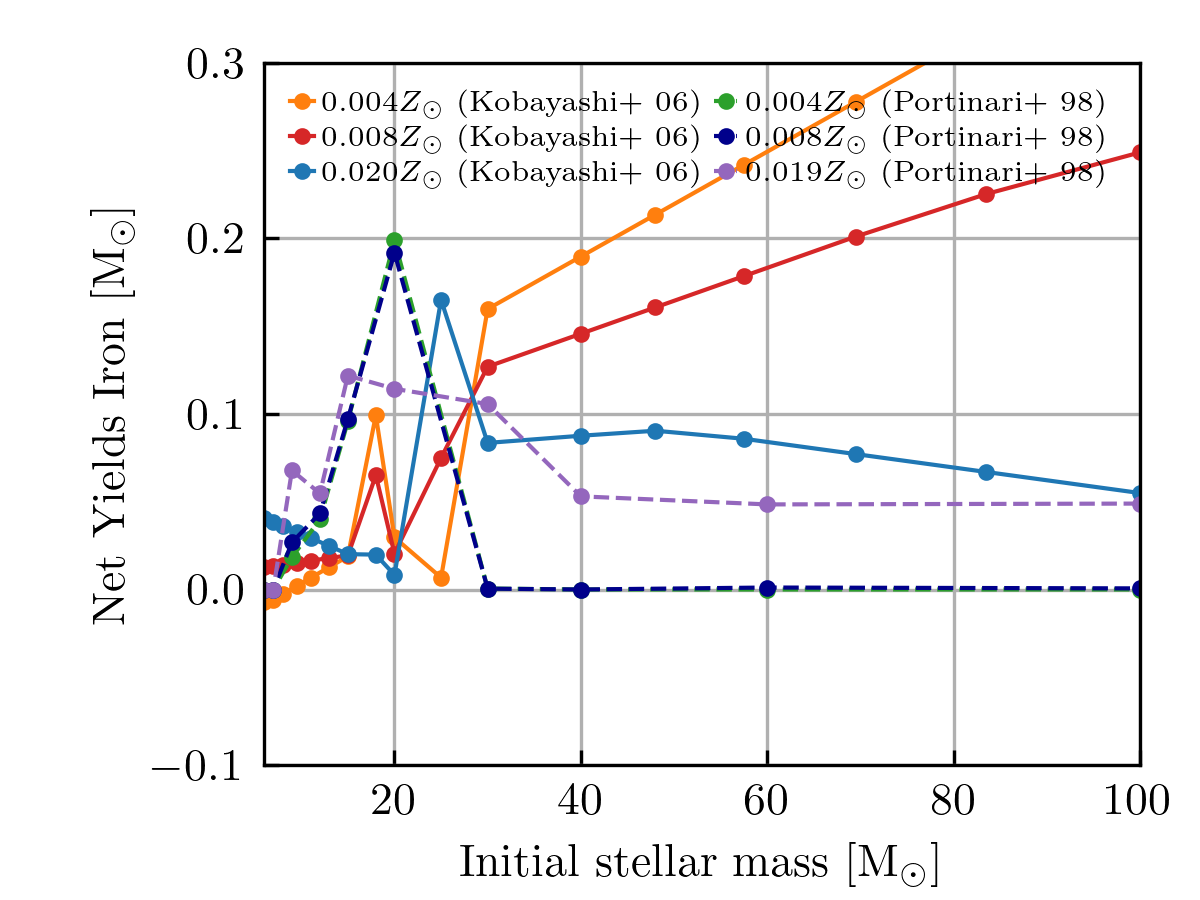 0.3
0.2
0.1
0.0
−0.1
Net Yields Iron [M⊙]
0.004Z⊙ (Kobayashi+ 06)
0.008Z⊙ (Kobayashi+ 06)
0.020Z⊙ (Kobayashi+ 06)
0.004Z⊙ (Portinari+ 98)
0.008Z⊙ (Portinari+ 98)
0.019Z⊙ (Portinari+ 98)
20 40 60 80 100
Initial stellar mass [M⊙]